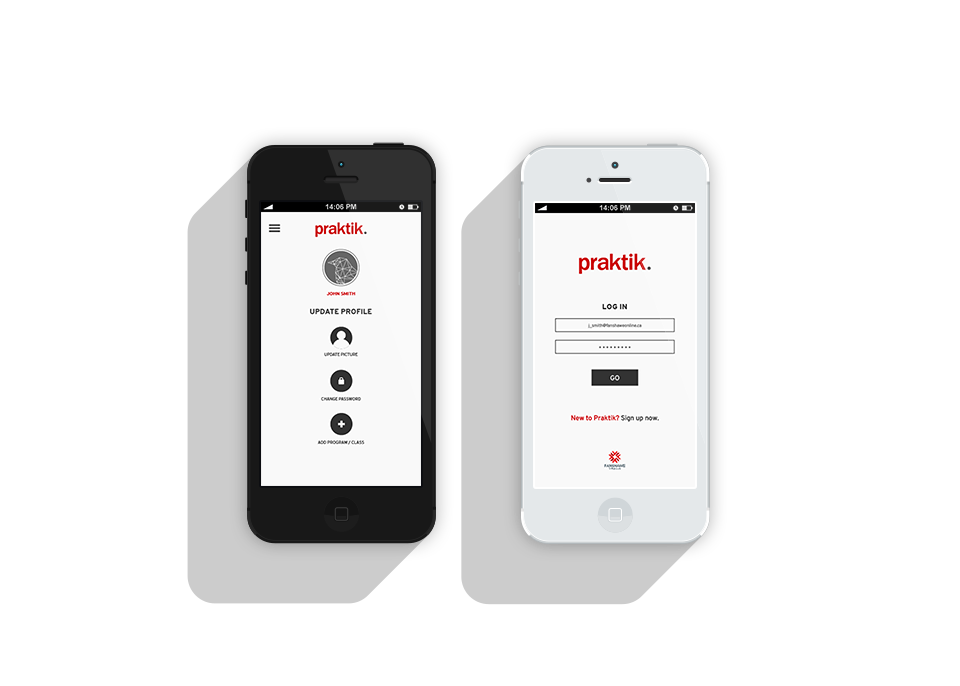 14:06 PM
praktik.
JOHN SMITH
UPDATE PROFILE
UPDATE PICTURE
CHANGE PASSWORD
ADD PROGRAM / CLASS
14:06 PM
praktik.
LOG IN
j_smith@fanshaweonline.ca
GO
New to Praktik? Sign up now.
FANSHAWE